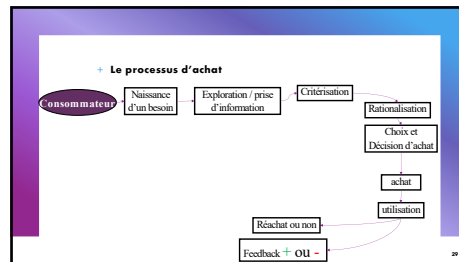 + Le processus d'achat
Consommateur
Naissance
d'un besoin
Exploration / prise
d'information
Critérisation
Rationalisation
Choix et
Décision d'achat
achat
utilisation
Réachat ou non
Feedback + ou -
29